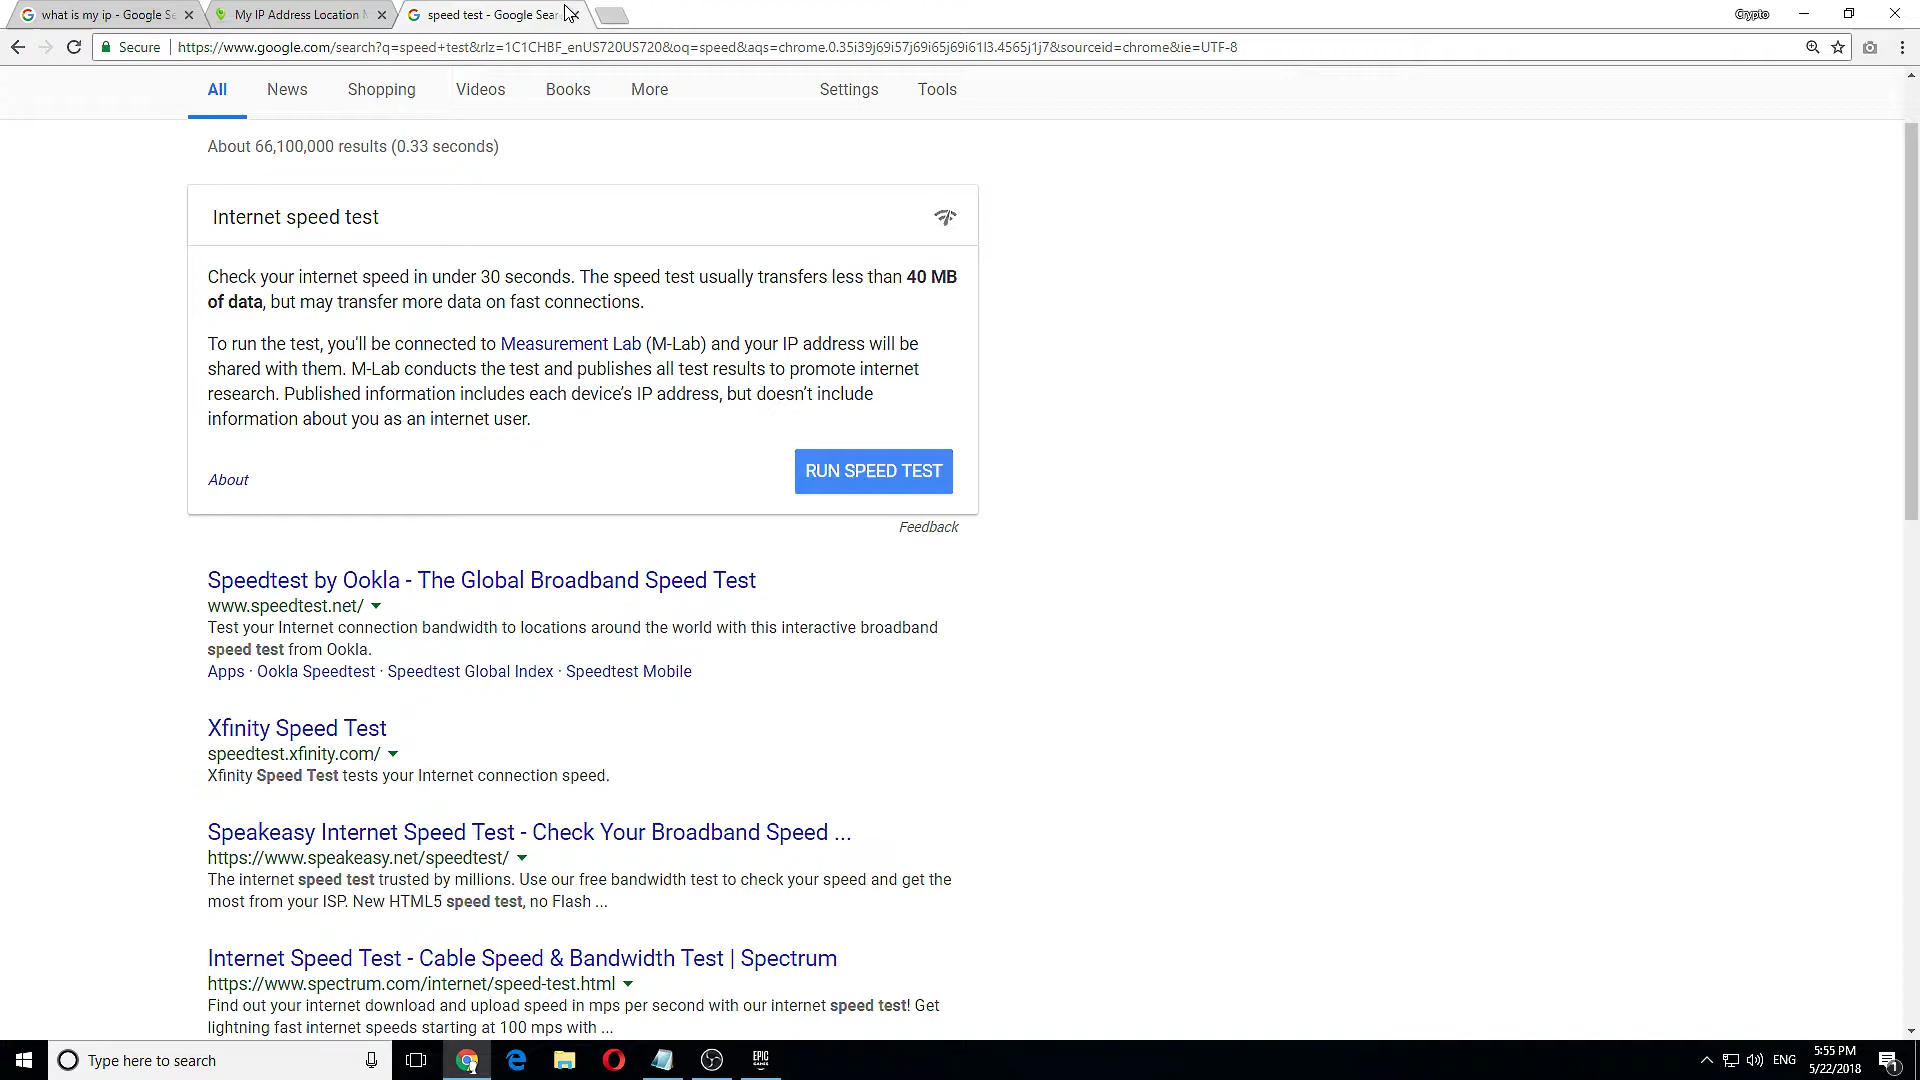 what is my ip - Google Se
My IP Address Location M
speed test - Google Sear
Crypto
Secure
https://www.google.com/search?q=speed+test&rlz=1C1CHBF_enUS720US720&oq=speed&aqs=chrome.0.35i39j69i57j69i65j69i61l3.4565j1j7&sourceid=chrome&ie=UTF-8
All News Shopping Videos Books More Settings Tools
About 66,100,000 results (0.33 seconds)
Internet speed test
Check your internet speed in under 30 seconds. The speed test usually transfers less than 40 MB
of data, but may transfer more data on fast connections.
To run the test, you'll be connected to Measurement Lab (M-Lab) and your IP address will be
shared with them. M-Lab conducts the test and publishes all test results to promote internet
research. Published information includes each device’s IP address, but doesn’t include
information about you as an internet user.
About
RUN SPEED TEST
Feedback
Speedtest by Ookla - The Global Broadband Speed Test
www.speedtest.net/
Test your Internet connection bandwidth to locations around the world with this interactive broadband
speed test from Ookla.
Apps · Ookla Speedtest · Speedtest Global Index · Speedtest Mobile
Xfinity Speed Test
speedtest.xfinity.com/
Xfinity Speed Test tests your Internet connection speed.
Speakeasy Internet Speed Test - Check Your Broadband Speed ...
https://www.speakeasy.net/speedtest/
The internet speed test trusted by millions. Use our free bandwidth test to check your speed and get the
most from your ISP. New HTML5 speed test, no Flash ...
Internet Speed Test - Cable Speed & Bandwidth Test | Spectrum
https://www.spectrum.com/internet/speed-test.html
Find out your internet download and upload speed in mps per second with our internet speed test! Get
lightning fast internet speeds starting at 100 mps with ...
Type here to search
EPIC
GAMES
ENG
5:55 PM
5/22/2018
1